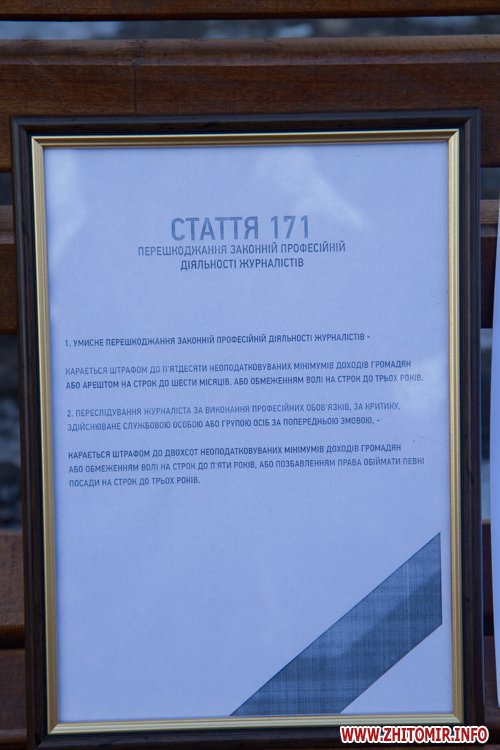 СТАТТЯ 171
ПЕРЕШКОДЖАННЯ ЗАКОННІЙ ПРОФЕСІЙНІЙ
ДІЯЛЬНОСТІ ЖУРНАЛІСТІВ
1. УМИСНЕ ПЕРЕШКОДЖАННЯ ЗАКОННІЙ ПРОФЕСІЙНІЙ ДІЯЛЬНОСТІ ЖУРНАЛІСТІВ -
КАРАЄТЬСЯ ШТРАФОМ ДО П'ЯТДЕСЯТИ НЕОПОДАТКОВУВАНИХ МІНІМУМІВ ДОХОДІВ ГРОМАДЯН
АБО АРЕШТОМ НА СТРОК ДО ШЕСТИ МІСЯЦІВ, АБО ОБМЕЖЕННЯМ ВОЛІ НА СТРОК ДО ТРЬОХ РОКІВ.
2. ПЕРЕСЛІДУВАННЯ ЖУРНАЛІСТА ЗА ВИКОНАННЯ ПРОФЕСІЙНИХ ОБОВ'ЯЗКІВ, ЗА КРИТИКУ,
ЗДІЙСНЮВАНЕ СЛУЖБОВОЮ ОСОБОЮ АБО ГРУПОЮ ОСІБ ЗА ПОПЕРЕДНЬОЮ ЗМОВОЮ, -
КАРАЄТЬСЯ ШТРАФОМ ДО ДВОХСОТ НЕОПОДАТКОВУВАНИХ МІНІМУМІВ ДОХОДІВ ГРОМАДЯН
АБО ОБМЕЖЕННЯМ ВОЛІ НА СТРОК ДО П'ЯТИ РОКІВ, АБО ПОЗБАВЛЕННЯМ ПРАВА ОБІЙМАТИ ПЕВНІ
ПОСАДИ НА СТРОК ДО ТРЬОХ РОКІВ.
WWW.ZHITOMIR.INFO